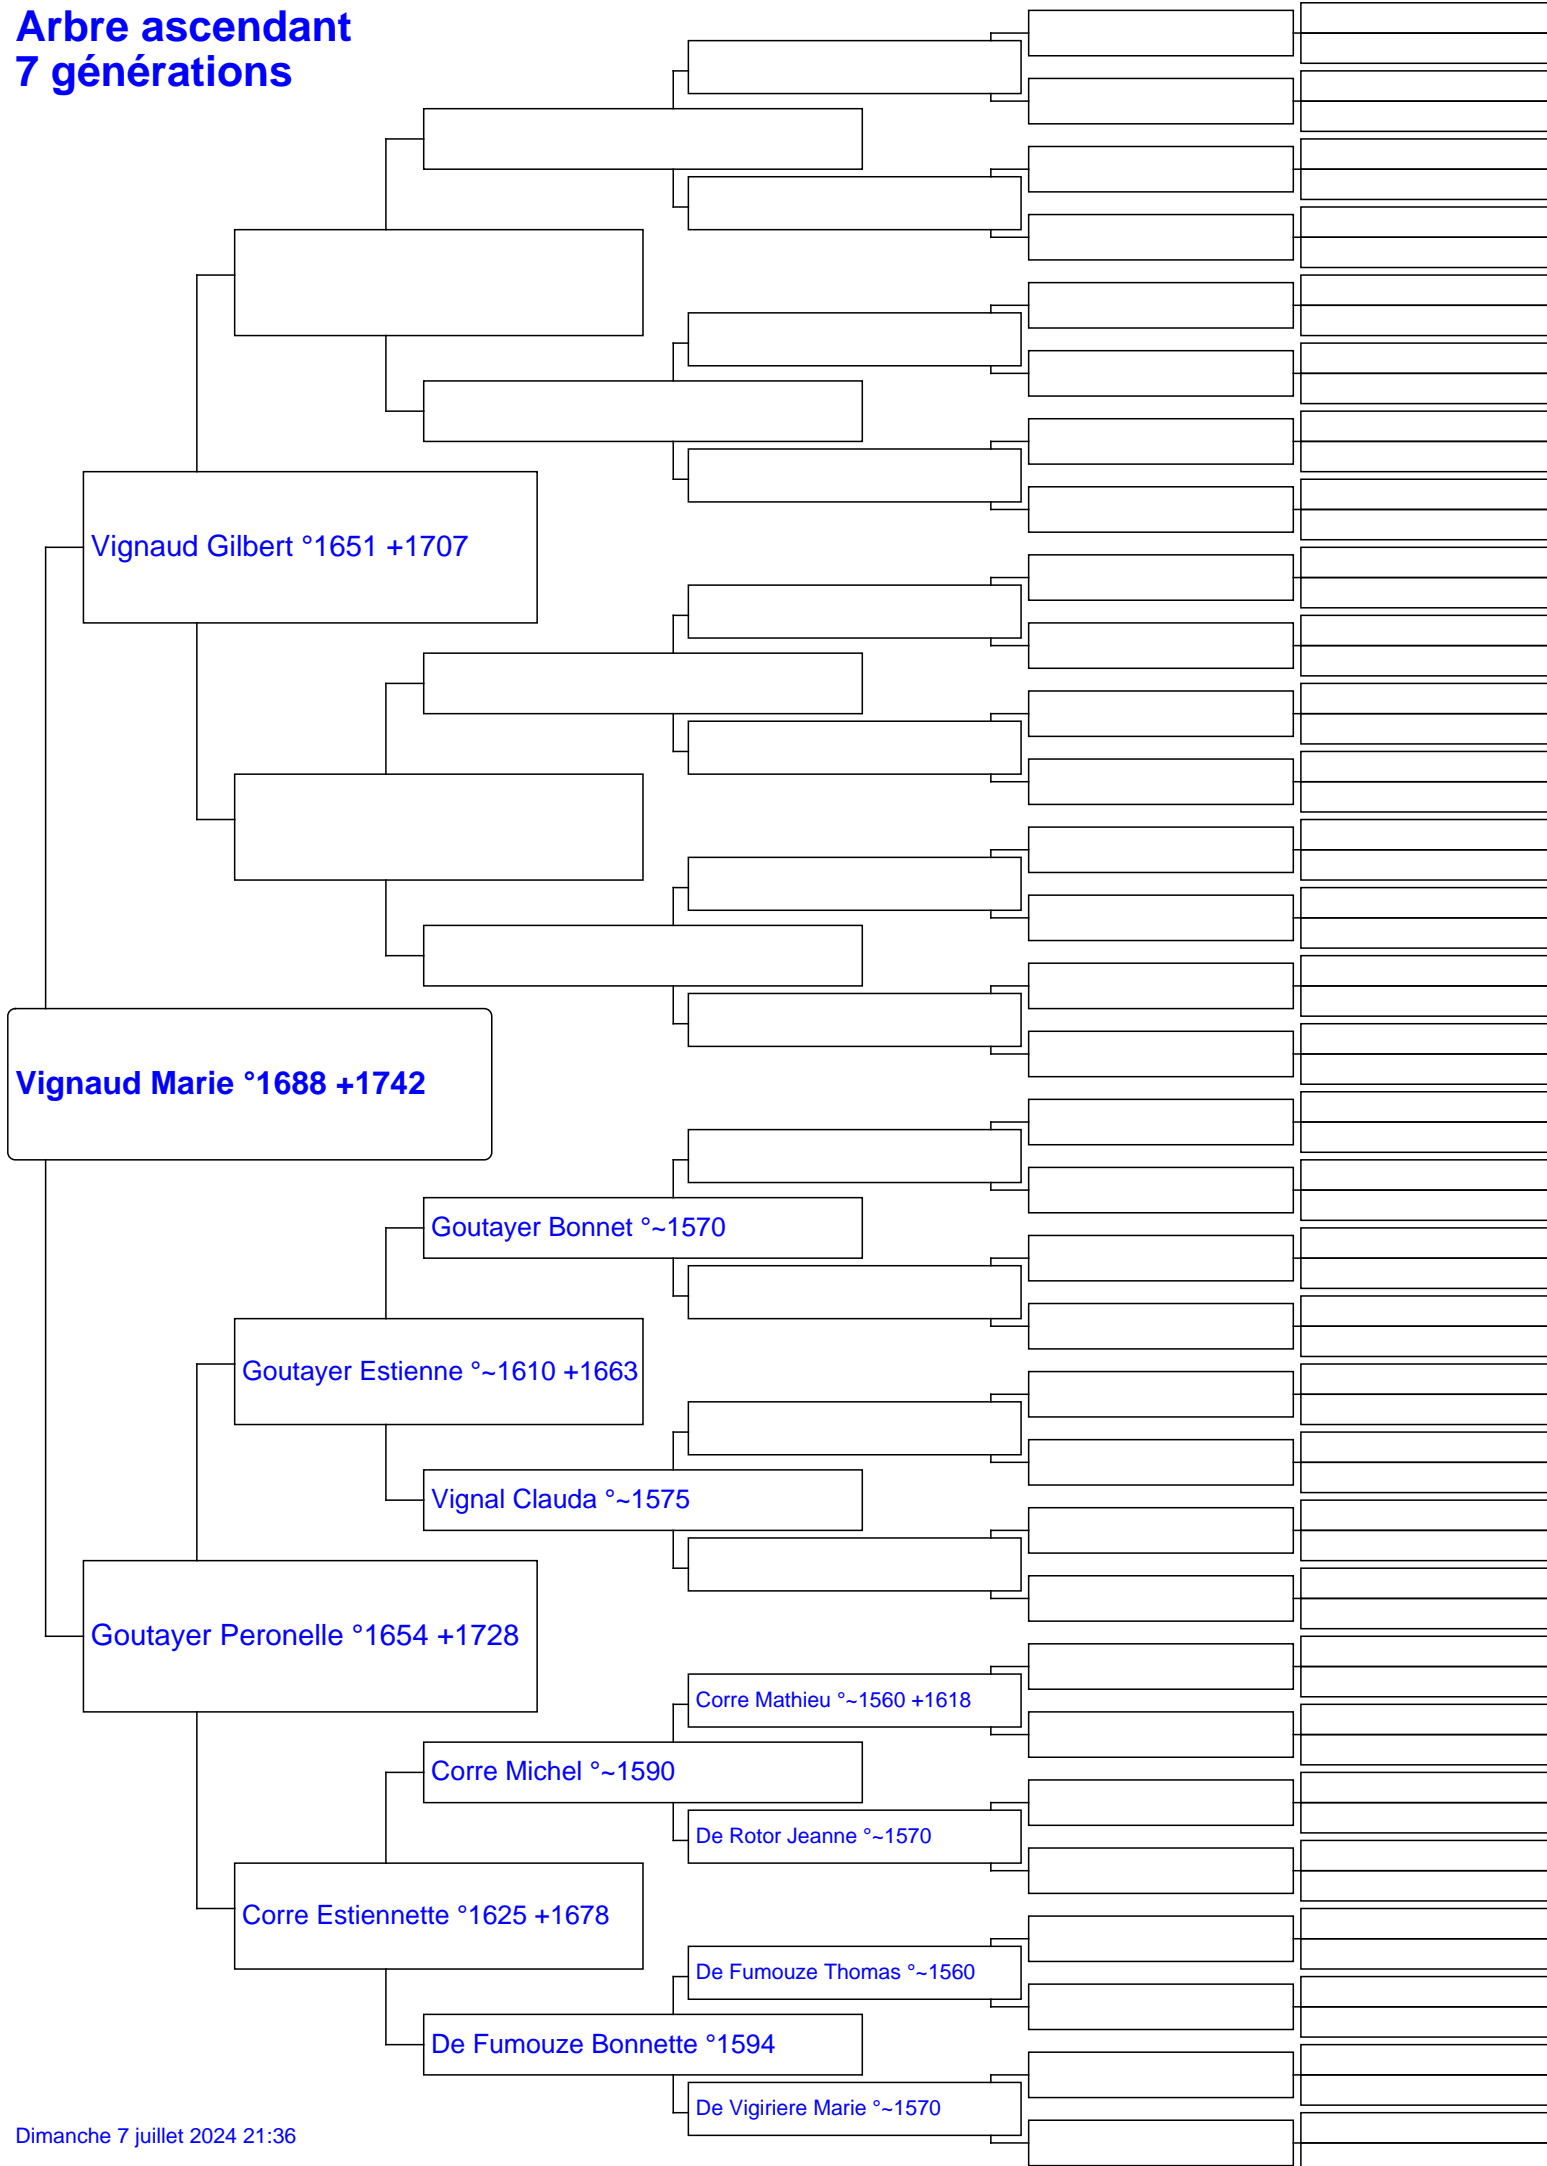 Arbre ascendant
7 générations
Vignaud Gilbert °1651 +1707
Vignaud Marie °1688 +1742
Goutayer Bonnet °~1570
Goutayer Estienne °~1610 +1663
Vignal Clauda °~1575
Goutayer Peronelle °1654 +1728
Corre Mathieu °~1560 +1618
Corre Michel °~1590
De Rotor Jeanne °~1570
Corre Estiennette °1625 +1678
De Fumouze Thomas °~1560
De Fumouze Bonnette °1594
De Vigiriere Marie °~1570
Dimanche 7 juillet 2024 21:36